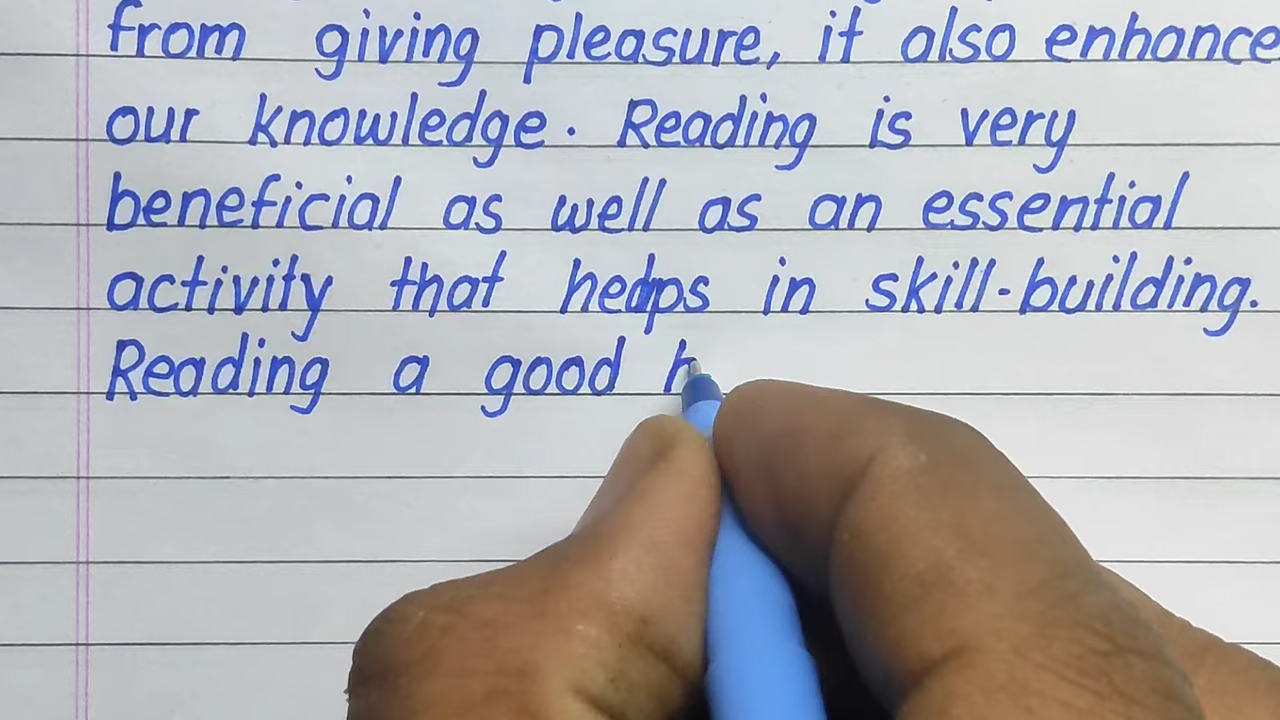 from giving pleasure, it also enhance
our knowledge. Reading is very
beneficial as well as an essential
activity that helps in skill-building.
Reading a good